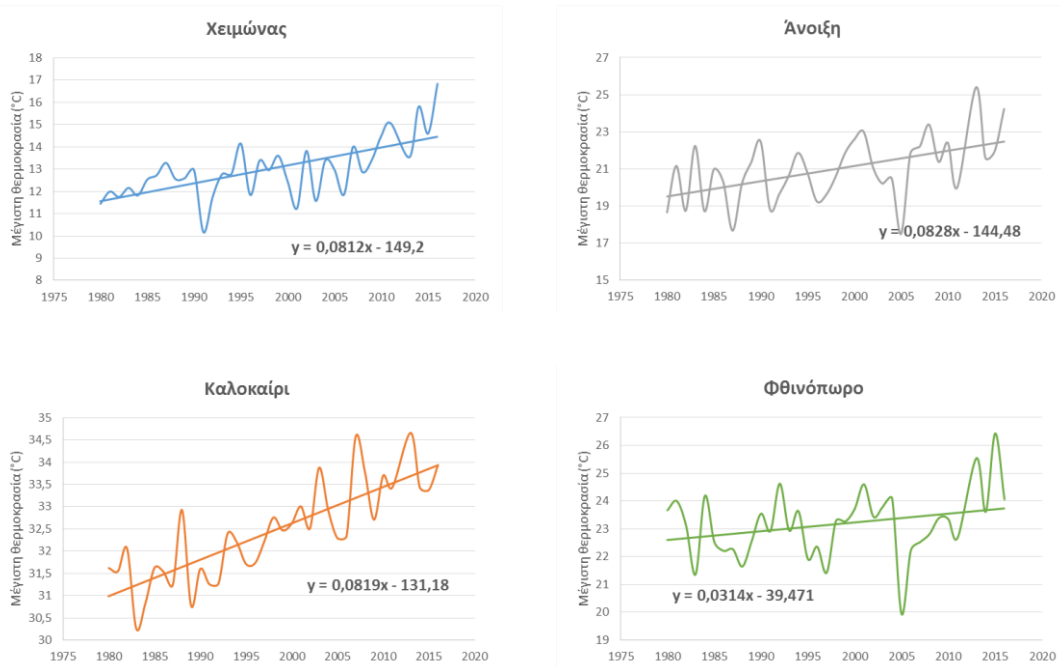 Χειμώνας
Μέγιστη θερμοκρασία (°C)
18
17
16
15
14
13
12
11
10
9
8
y = 0,0812x - 149,2
1975 1980 1985 1990 1995 2000 2005 2010 2015 2020
Άνοιξη
Μέγιστη θερμοκρασία (°C)
27
25
23
21
19
17
15
y = 0,0828x - 144,48
1975 1980 1985 1990 1995 2000 2005 2010 2015 2020
Καλοκαίρι
Μέγιστη θερμοκρασία (°C)
35
34,5
34
33,5
33
32,5
32
31,5
31
30,5
30
y = 0,0819x - 131,18
1975 1980 1985 1990 1995 2000 2005 2010 2015 2020
Φθινόπωρο
Μέγιστη θερμοκρασία (°C)
27
26
25
24
23
22
21
20
19
y = 0,0314x - 39,471
1975 1980 1985 1990 1995 2000 2005 2010 2015 2020